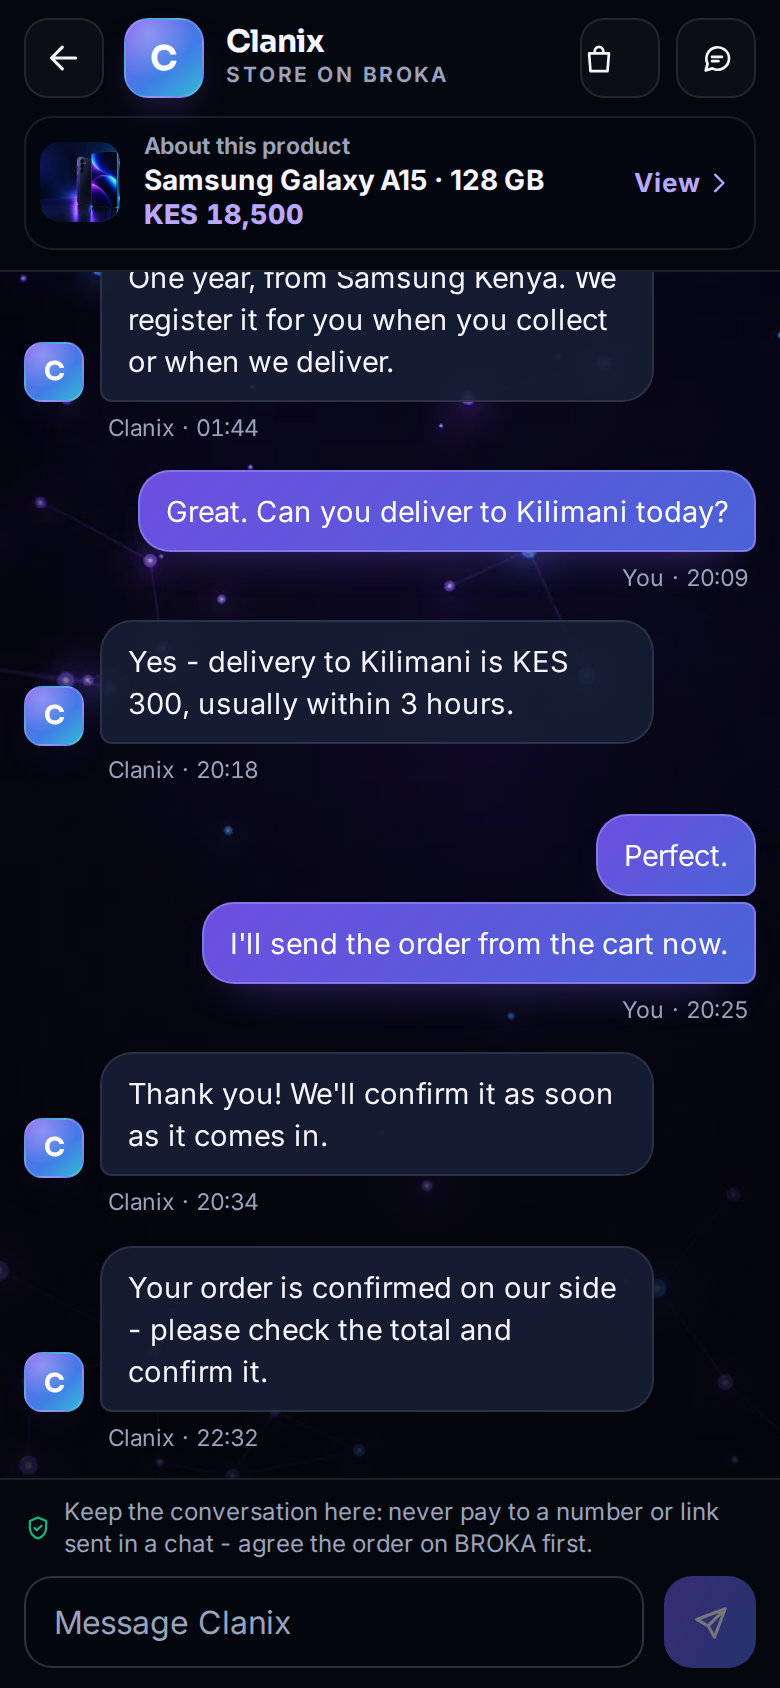 C
Clanix
STORE ON BROKA
About this product
Samsung Galaxy A15 · 128 GB
KES 18,500
View
One year, from Samsung Kenya. We
register it for you when you collect
or when we deliver.
C
Clanix · 01:44
Great. Can you deliver to Kilimani today?
You · 20:09
Yes - delivery to Kilimani is KES
300, usually within 3 hours.
C
Clanix · 20:18
Perfect.
I'll send the order from the cart now.
You · 20:25
Thank you! We'll confirm it as soon
as it comes in.
C
Clanix · 20:34
Your order is confirmed on our side
- please check the total and
confirm it.
C
Clanix · 22:32
Keep the conversation here: never pay to a number or link
sent in a chat - agree the order on BROKA first.
Message Clanix